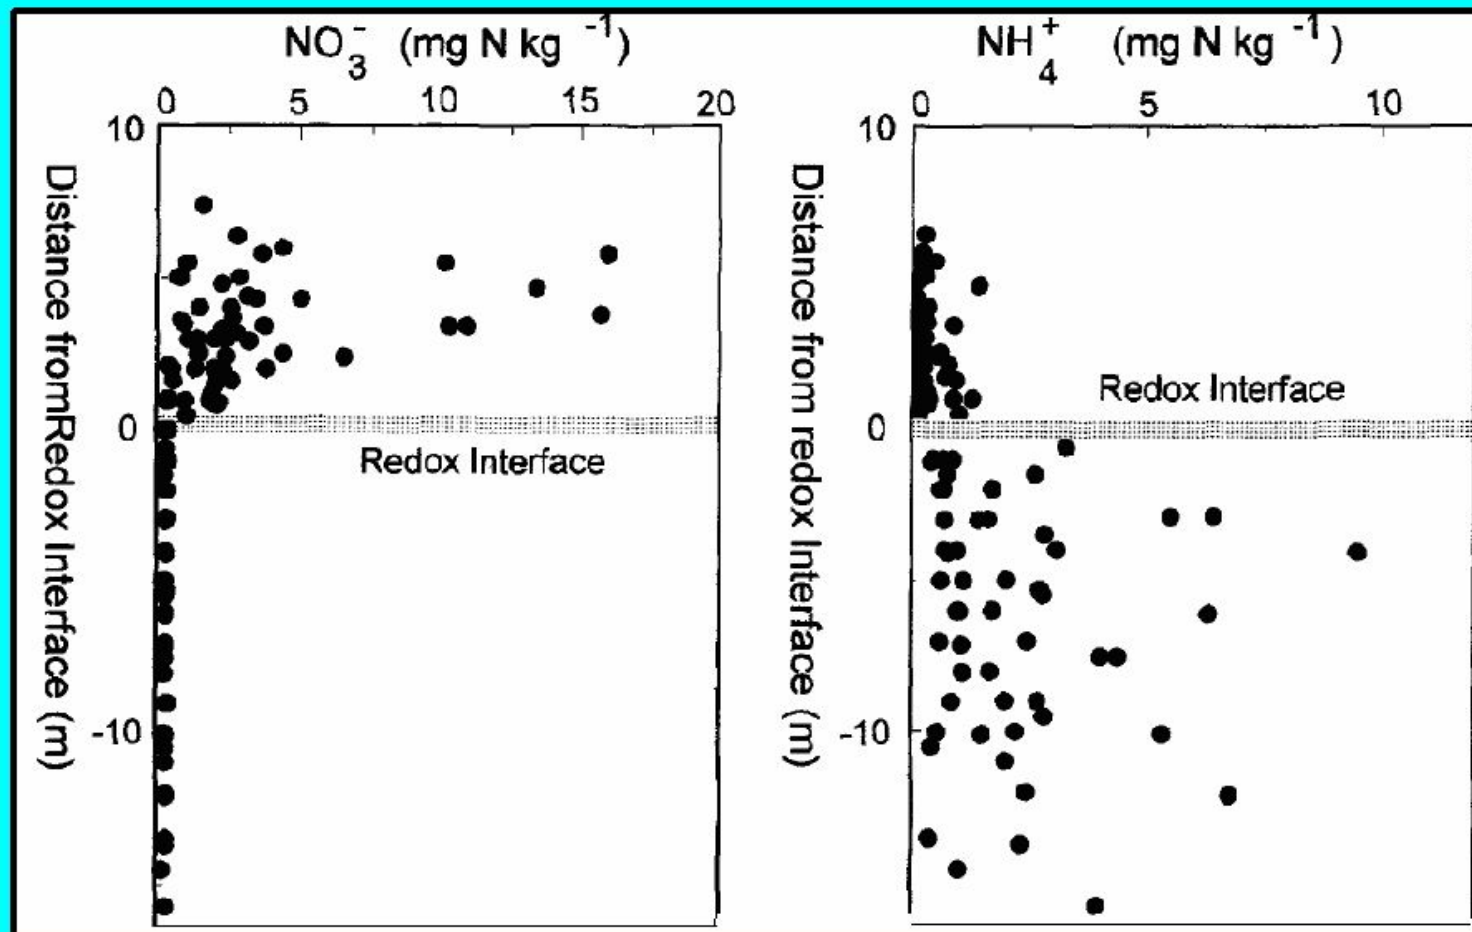 NO₃⁻ (mg N kg ⁻¹)
0 5 10 15 20
10
0
-10
Distance fromRedox Interface (m)
Redox Interface
NH₄⁺ (mg N kg ⁻¹)
0 5 10
10
0
-10
Distance from redox Interface (m)
Redox Interface